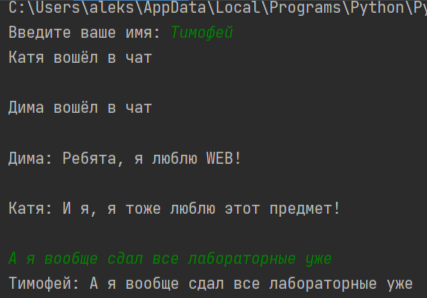 C:\Users\aleks\AppData\Local\Programs\Python\Py
Введите ваше имя: Тимофей
Катя вошёл в чат
Дима вошёл в чат
Дима: Ребята, я люблю WEB!
Катя: И я, я тоже люблю этот предмет!
А я вообще сдал все лабораторные уже
Тимофей: А я вообще сдал все лабораторные уже